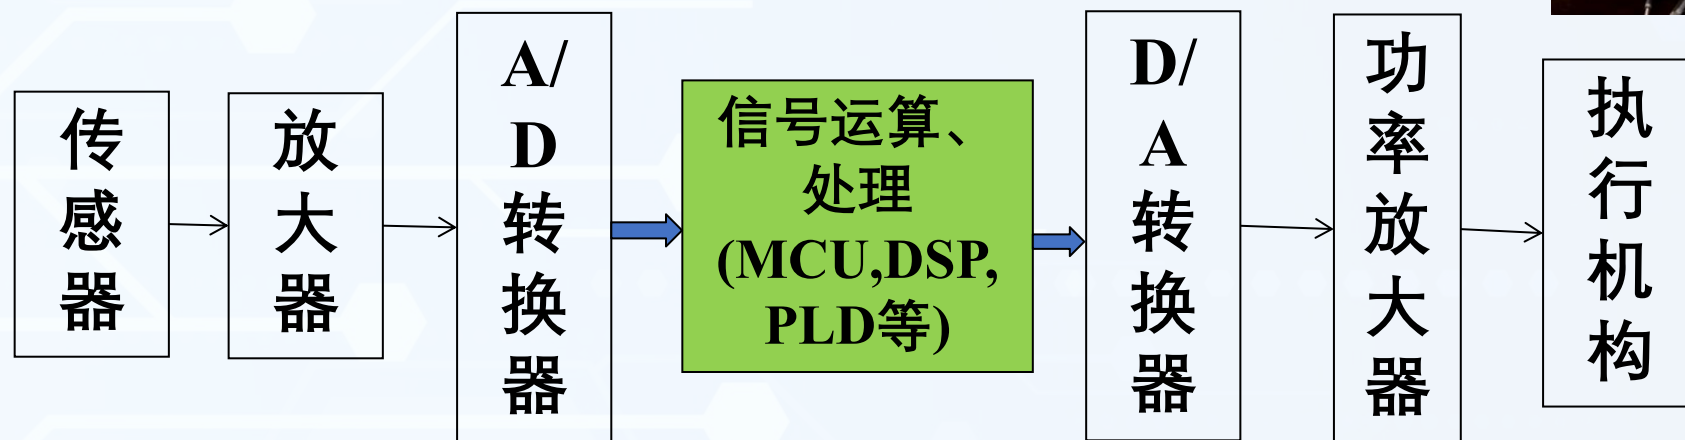 传感器
放大器
A/D转换器
信号运算、
处理
(MCU,DSP,
PLD等)
D/A转换器
功率放大器
执行机构